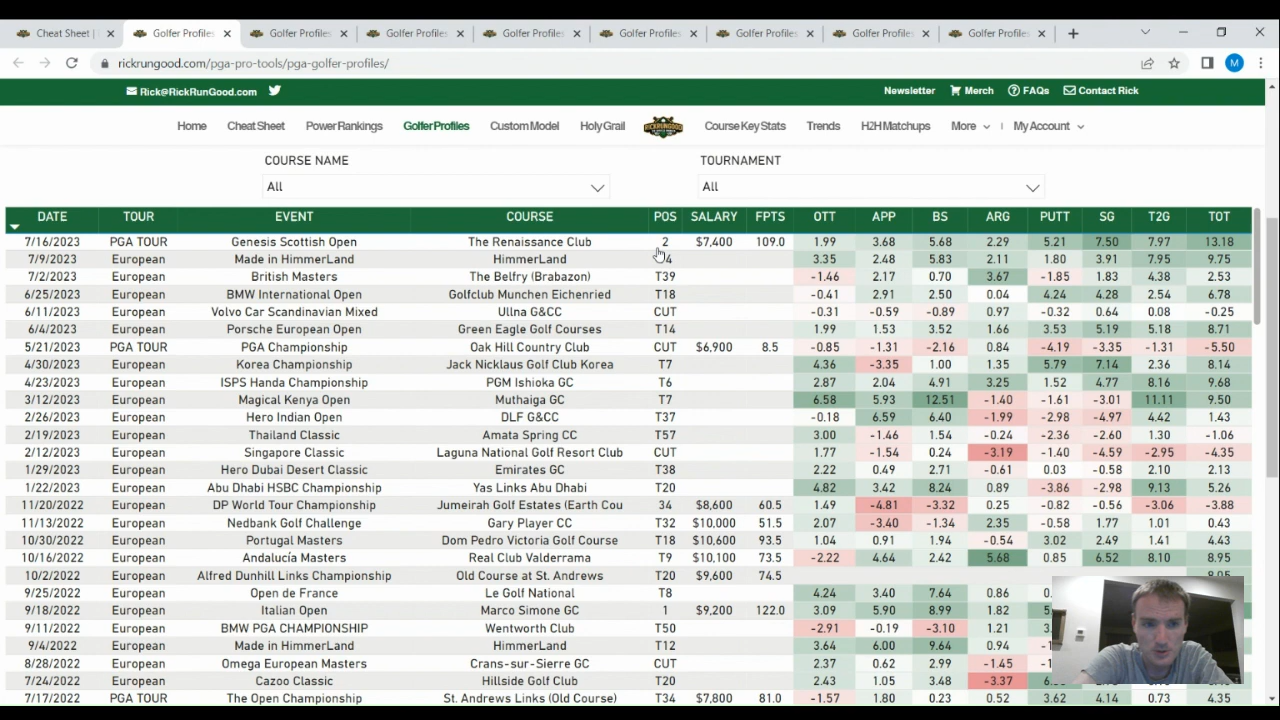 Cheat Sheet | Golfer Profiles Golfer Profiles Golfer Profiles Golfer Profiles Golfer Profiles Golfer Profiles Golfer Profiles Golfer Profiles
rickrungood.com/pga-pro-tools/pga-golfer-profiles/ M
Rick@RickRunGood.com Newsletter Merch FAQs Contact Rick
Home Cheat Sheet Power Rankings Golfer Profiles Custom Model Holy Grail RICKRUNGOOD Course Key Stats Trends H2H Matchups More My Account
COURSE NAME TOURNAMENT
All All
DATE TOUR EVENT COURSE POS SALARY FPTS OTT APP BS ARG PUTT SG T2G TOT
7/16/2023 PGA TOUR Genesis Scottish Open The Renaissance Club 2 $7,400 109.0 1.99 3.68 5.68 2.29 5.21 7.50 7.97 13.18
7/9/2023 European Made in HimmerLand HimmerLand 4 3.35 2.48 5.83 2.11 1.80 3.91 7.95 9.75
7/2/2023 European British Masters The Belfry (Brabazon) T39 -1.46 2.17 0.70 3.67 -1.85 1.83 4.38 2.53
6/25/2023 European BMW International Open Golfclub Munchen Eichenried T18 -0.41 2.91 2.50 0.04 4.24 4.28 2.54 6.78
6/11/2023 European Volvo Car Scandinavian Mixed Ullna G&CC CUT -0.31 -0.59 -0.89 0.97 -0.32 0.64 0.08 -0.25
6/4/2023 European Porsche European Open Green Eagle Golf Courses T14 1.99 1.53 3.52 1.66 3.53 5.19 5.18 8.71
5/21/2023 PGA TOUR PGA Championship Oak Hill Country Club CUT $6,900 8.5 -0.85 -1.31 -2.16 0.84 -4.19 -3.35 -1.31 -5.50
4/30/2023 European Korea Championship Jack Nicklaus Golf Club Korea T7 4.36 -3.35 1.00 1.35 5.79 7.14 2.36 8.14
4/23/2023 European ISPS Handa Championship PGM Ishioka GC T6 2.87 2.04 4.91 3.25 1.52 4.77 8.16 9.68
3/12/2023 European Magical Kenya Open Muthaiga GC T7 6.58 5.93 12.51 -1.40 -1.61 -3.01 11.11 9.50
2/26/2023 European Hero Indian Open DLF G&CC T37 -0.18 6.59 6.40 -1.99 -2.98 -4.97 4.42 1.43
2/19/2023 European Thailand Classic Amata Spring CC T57 3.00 -1.46 1.54 -0.24 -2.36 -2.60 1.30 -1.06
2/12/2023 European Singapore Classic Laguna National Golf Resort Club CUT 1.77 -1.54 0.24 -3.19 -1.40 -4.59 -2.95 -4.35
1/29/2023 European Hero Dubai Desert Classic Emirates GC T38 2.22 0.49 2.71 -0.61 0.03 -0.58 2.10 2.13
1/22/2023 European Abu Dhabi HSBC Championship Yas Links Abu Dhabi T20 4.82 3.42 8.24 0.89 -3.86 -2.98 9.13 5.26
11/20/2022 European DP World Tour Championship Jumeirah Golf Estates (Earth Cou 34 $8,600 60.5 1.49 -4.81 -3.32 0.25 -0.82 -0.56 -3.06 -3.88
11/13/2022 European Nedbank Golf Challenge Gary Player CC T32 $10,000 51.5 2.07 -3.40 -1.34 2.35 -0.58 1.77 1.01 0.43
10/30/2022 European Portugal Masters Dom Pedro Victoria Golf Course T18 $10,600 93.5 1.04 0.91 1.94 -0.54 3.02 2.49 1.41 4.43
10/16/2022 European Andalucía Masters Real Club Valderrama T9 $10,100 73.5 -2.22 4.64 2.42 5.68 0.85 6.52 8.10 8.95
10/2/2022 European Alfred Dunhill Links Championship Old Course at St. Andrews T20 $9,600 74.5
9/25/2022 European Open de France Le Golf National T8 4.24 3.40 7.64 0.86
9/18/2022 European Italian Open Marco Simone GC 1 $9,200 122.0 3.09 5.90 8.99 1.82
9/11/2022 European BMW PGA CHAMPIONSHIP Wentworth Club T50 -2.91 -0.19 -3.10 1.21
9/4/2022 European Made in HimmerLand HimmerLand T12 3.64 6.00 9.64 0.94
8/28/2022 European Omega European Masters Crans-sur-Sierre GC CUT 2.37 0.62 2.99 -1.45
7/24/2022 European Cazoo Classic Hillside Golf Club T20 2.43 1.05 3.48 -3.37
7/17/2022 PGA TOUR The Open Championship St. Andrews Links (Old Course) T34 $7,800 81.0 -1.57 1.80 0.23 0.52 3.62 4.14 0.73 4.35